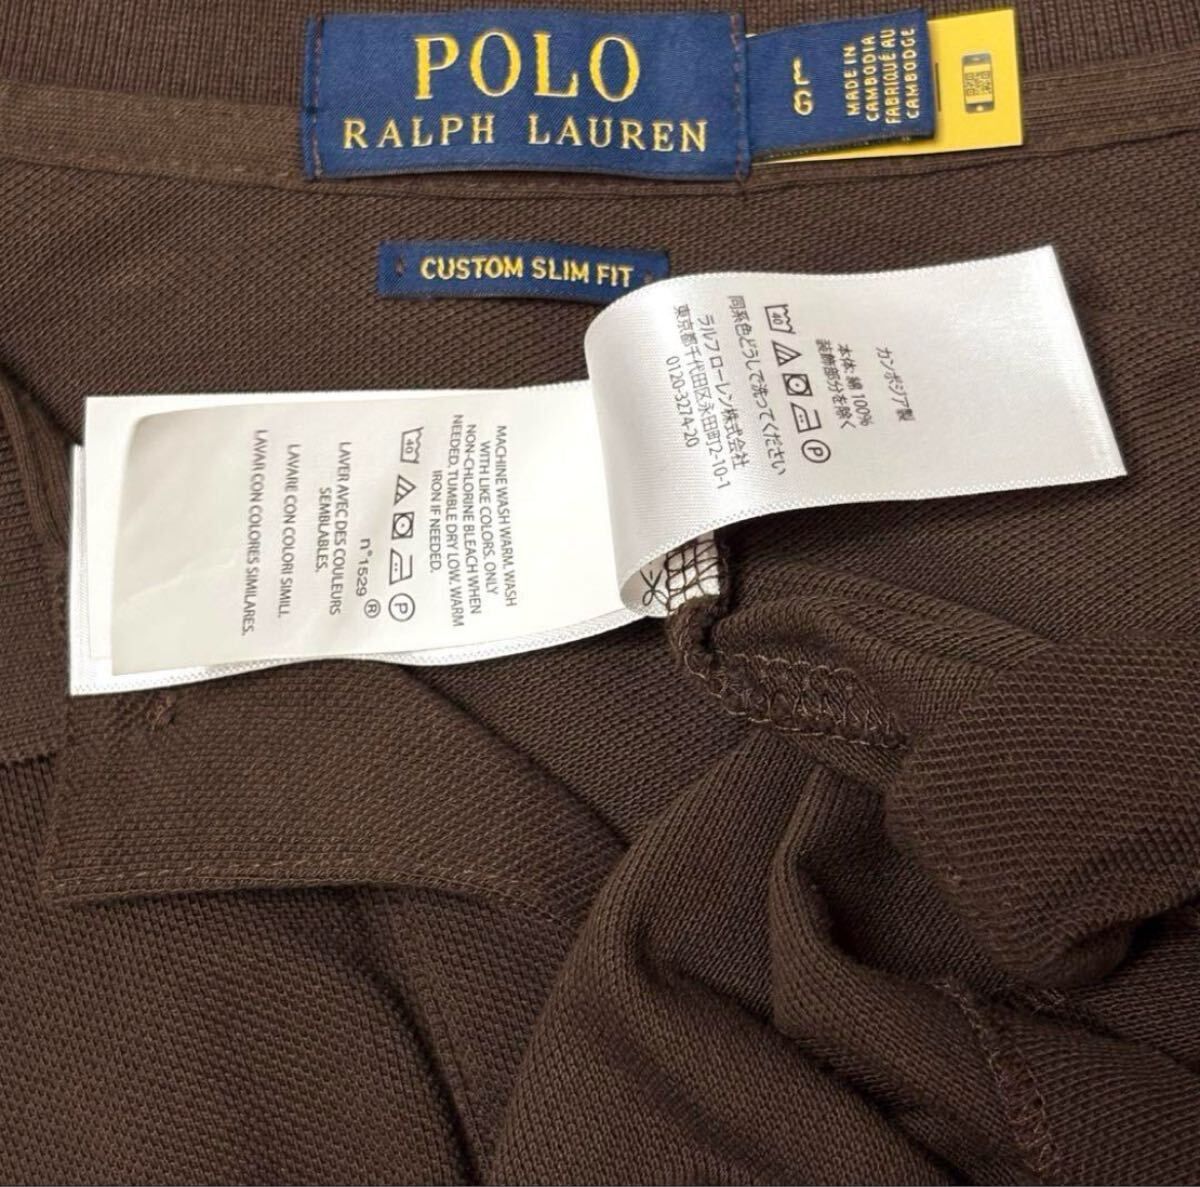 POLO
RALPH LAUREN
L
G
MADE IN
CAMBODIA
FABRIQUÉ AU
CAMBODGE
CUSTOM SLIM FIT
カンボジア製
本体: 綿 100%
装飾部分を除く
40
P
同系色どうしで洗ってください
ラルフ ローレン株式会社
東京都千代田区永田町2-10-1
0120-3274-20
MACHINE WASH WARM, WASH
WITH LIKE COLORS. ONLY
NON-CHLORINE BLEACH WHEN
NEEDED. TUMBLE DRY LOW. WARM
IRON IF NEEDED.
40
P
n°1529 ®
LAVER AVEC DES COULEURS
SEMBLABLES.
LAVARE CON COLORI SIMILI.
LAVAR CON COLORES SIMILARES.